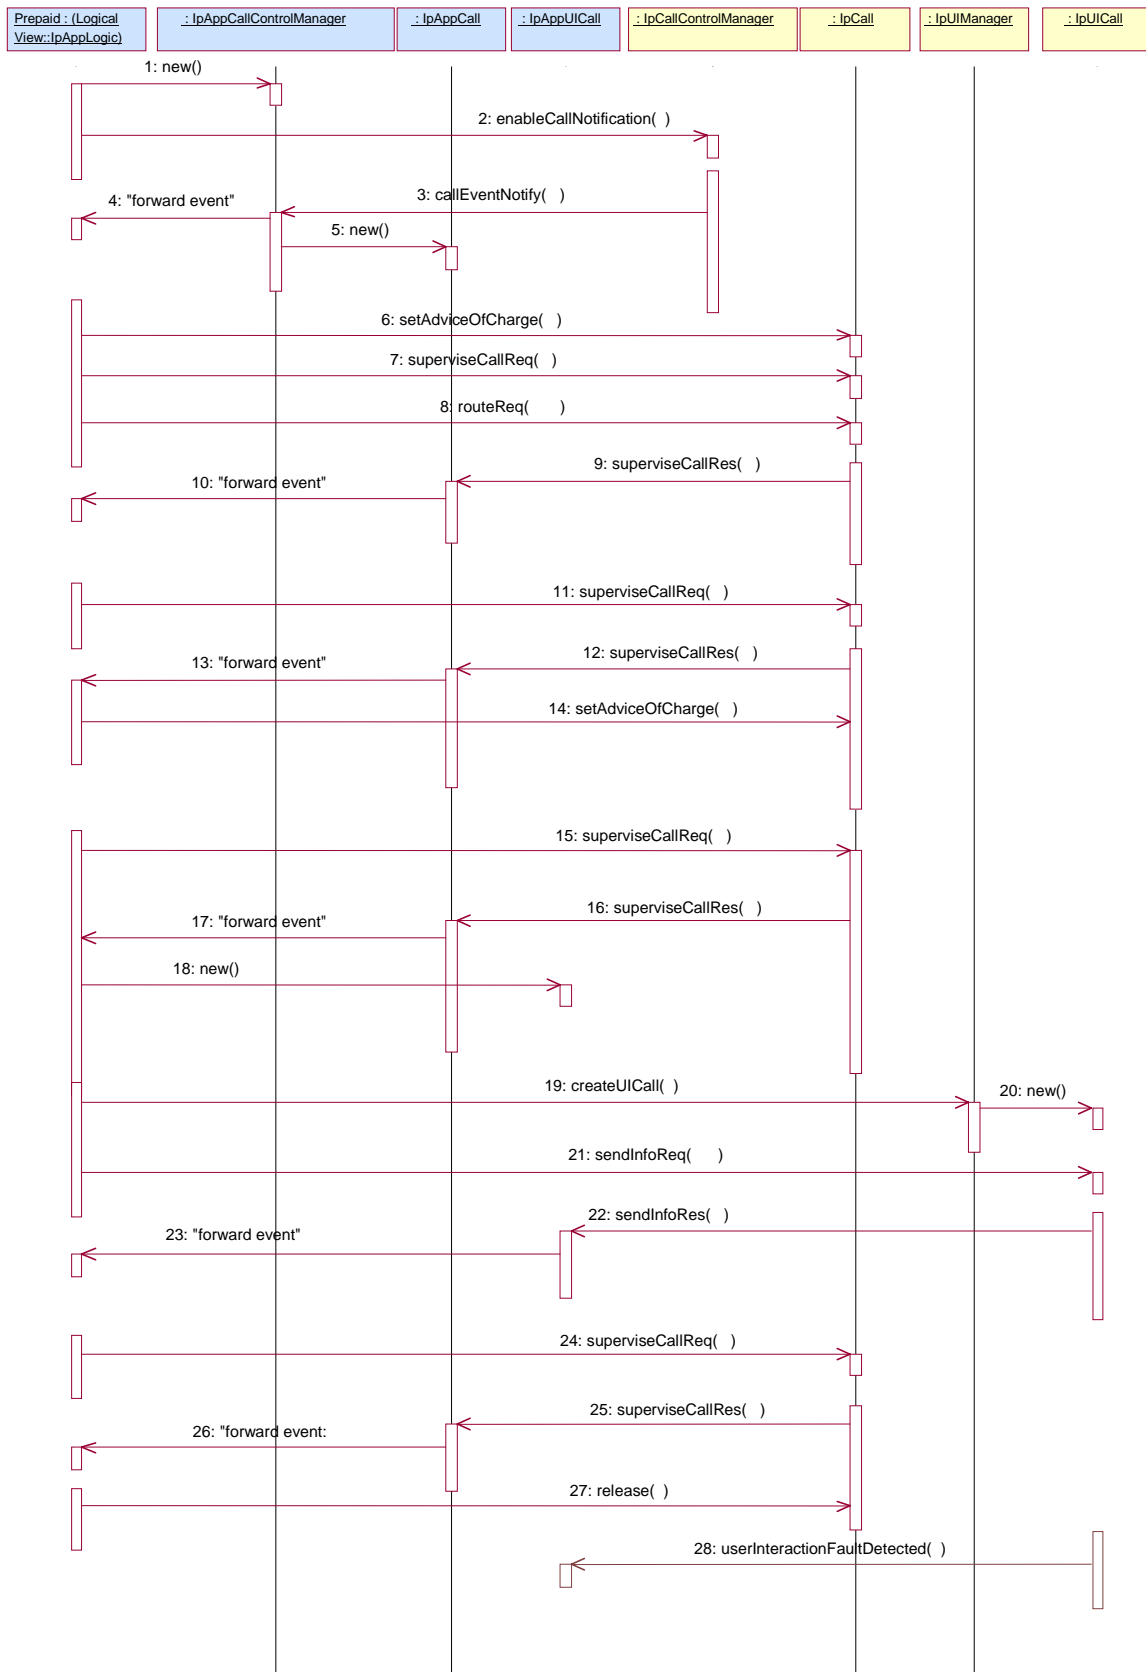 Prepaid : (Logical
View::IpAppLogic)
: IpAppCallControlManager
: IpAppCall
: IpAppUICall
: IpCallControlManager
: IpCall
: IpUIManager
: IpUICall
1: new()
2: enableCallNotification( )
3: callEventNotify( )
4: "forward event"
5: new()
6: setAdviceOfCharge( )
7: superviseCallReq( )
8: routeReq( )
9: superviseCallRes( )
10: "forward event"
11: superviseCallReq( )
12: superviseCallRes( )
13: "forward event"
14: setAdviceOfCharge( )
15: superviseCallReq( )
16: superviseCallRes( )
17: "forward event"
18: new()
19: createUICall( )
20: new()
21: sendInfoReq( )
22: sendInfoRes( )
23: "forward event"
24: superviseCallReq( )
25: superviseCallRes( )
26: "forward event:
27: release( )
28: userInteractionFaultDetected( )